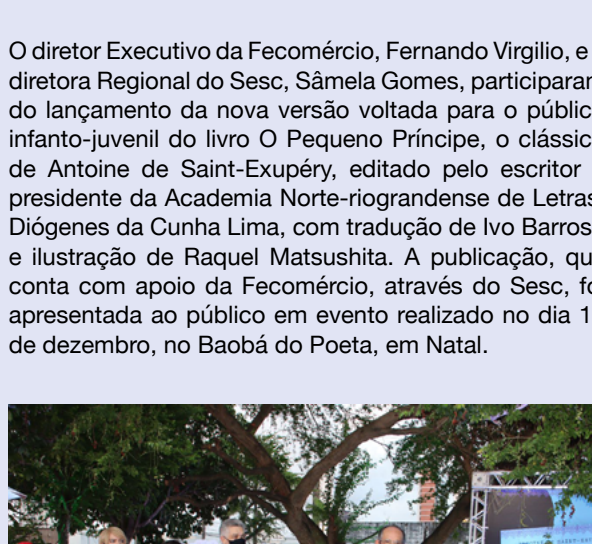 O diretor Executivo da Fecomércio, Fernando Virgilio, e
diretora Regional do Sesc, Sâmela Gomes, participaram
do lançamento da nova versão voltada para o públic
infanto-juvenil do livro O Pequeno Príncipe, o clássic
de Antoine de Saint-Exupéry, editado pelo escritor
presidente da Academia Norte-riograndense de Letras
Diógenes da Cunha Lima, com tradução de Ivo Barros
e ilustração de Raquel Matsushita. A publicação, qu
conta com apoio da Fecomércio, através do Sesc, fo
apresentada ao público em evento realizado no dia 1
de dezembro, no Baobá do Poeta, em Natal.